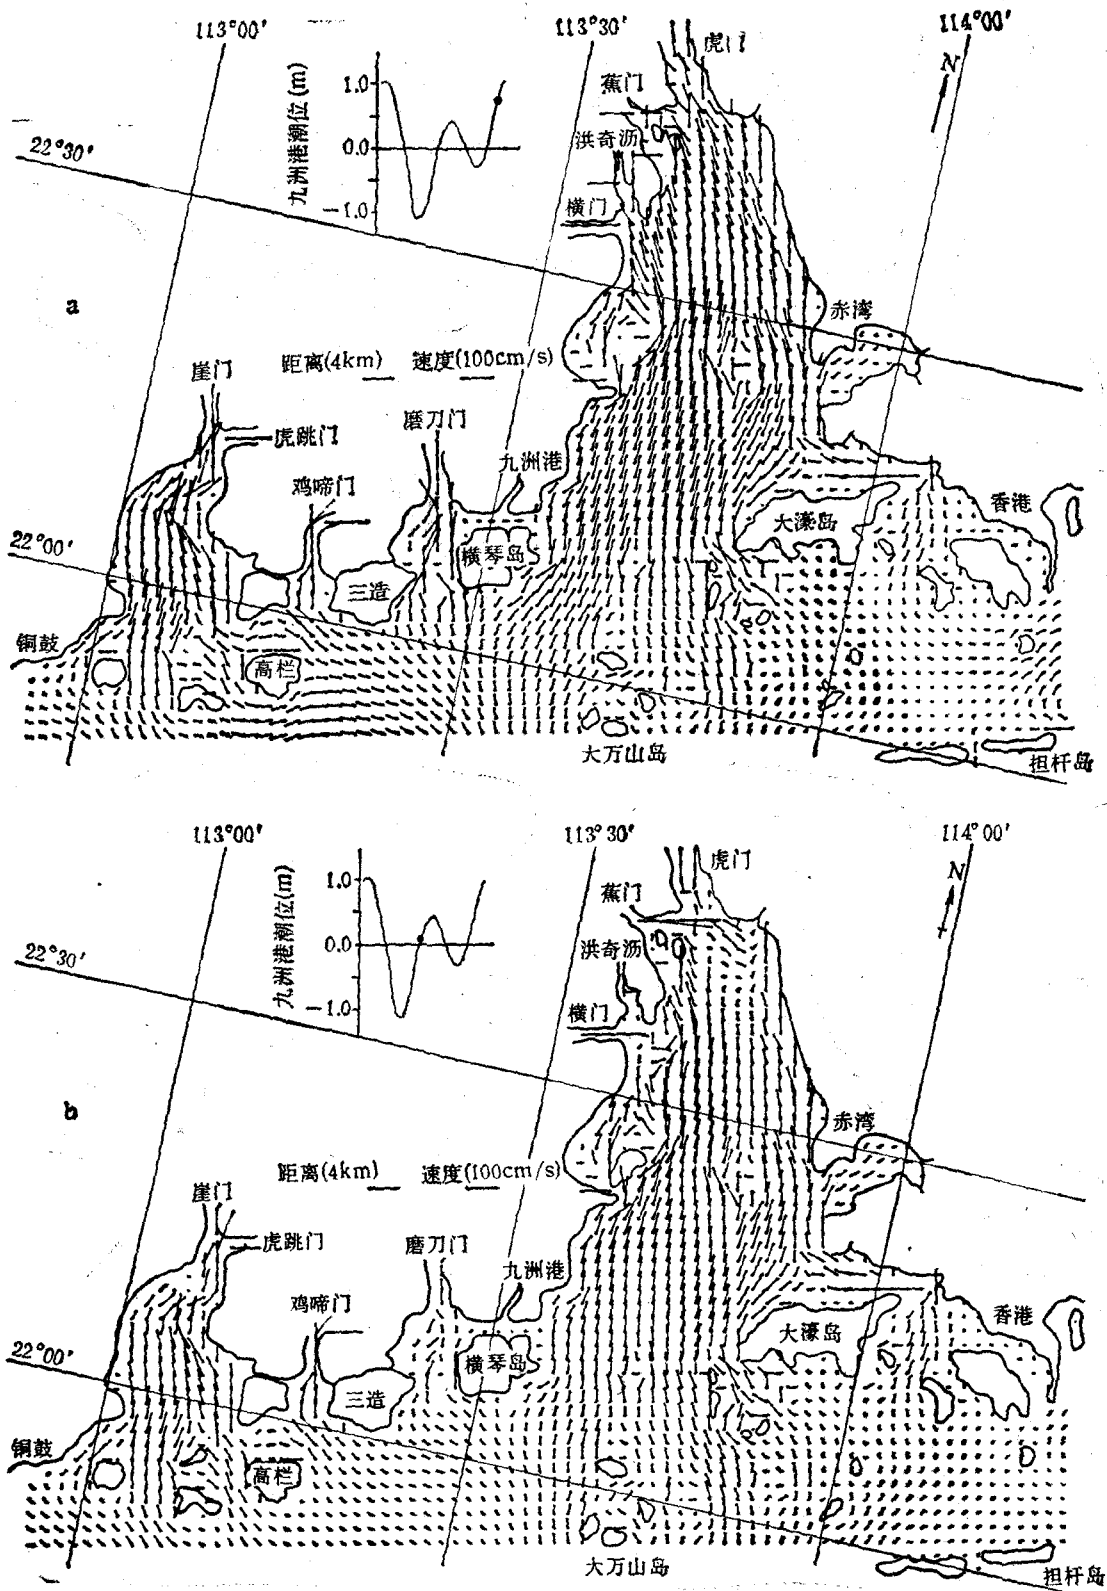 113°00′
113°30′
114°00′
虎门
N
蕉门
洪奇沥
横门
22°30′
九洲港潮位(m)
1.0
0.0
-1.0
a
赤湾
距离(4km)
速度(100cm/s)
崖门
虎跳门
磨刀门
鸡啼门
九洲港
大濠岛
香港
22°00′
横琴岛
三造
铜鼓
高栏
大万山岛
担杆岛
113°00′
113°30′
114°00′
虎门
N
蕉门
洪奇沥
横门
22°30′
九洲港潮位(m)
1.0
0.0
-1.0
b
赤湾
距离(4km)
速度(100cm/s)
崖门
虎跳门
磨刀门
鸡啼门
九洲港
大濠岛
香港
22°00′
横琴岛
三造
铜鼓
高栏
大万山岛
担杆岛